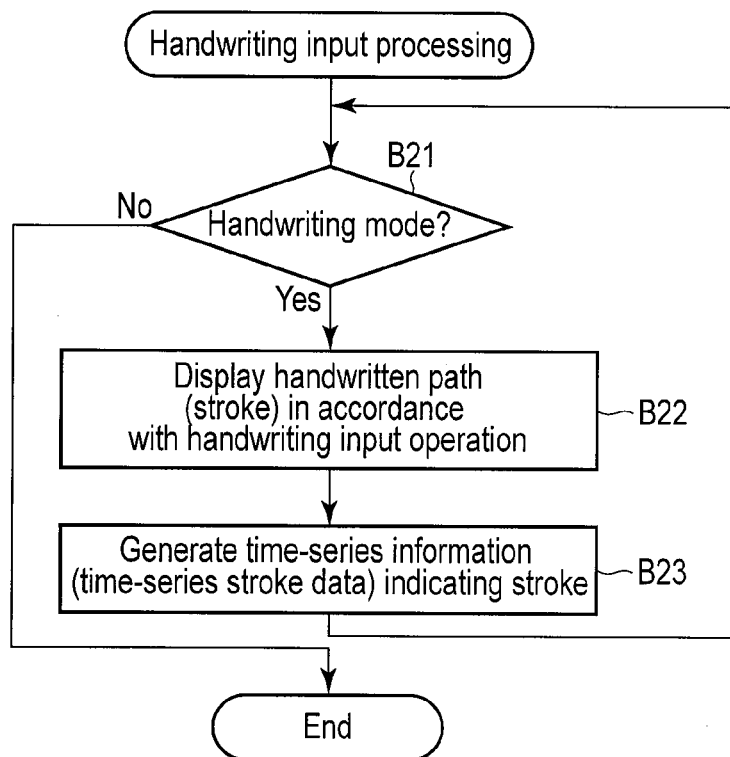 Handwriting input processing
B21
No
Handwriting mode?
Yes
Display handwritten path
(stroke) in accordance
with handwriting input operation
B22
Generate time-series information
(time-series stroke data) indicating stroke
B23
End